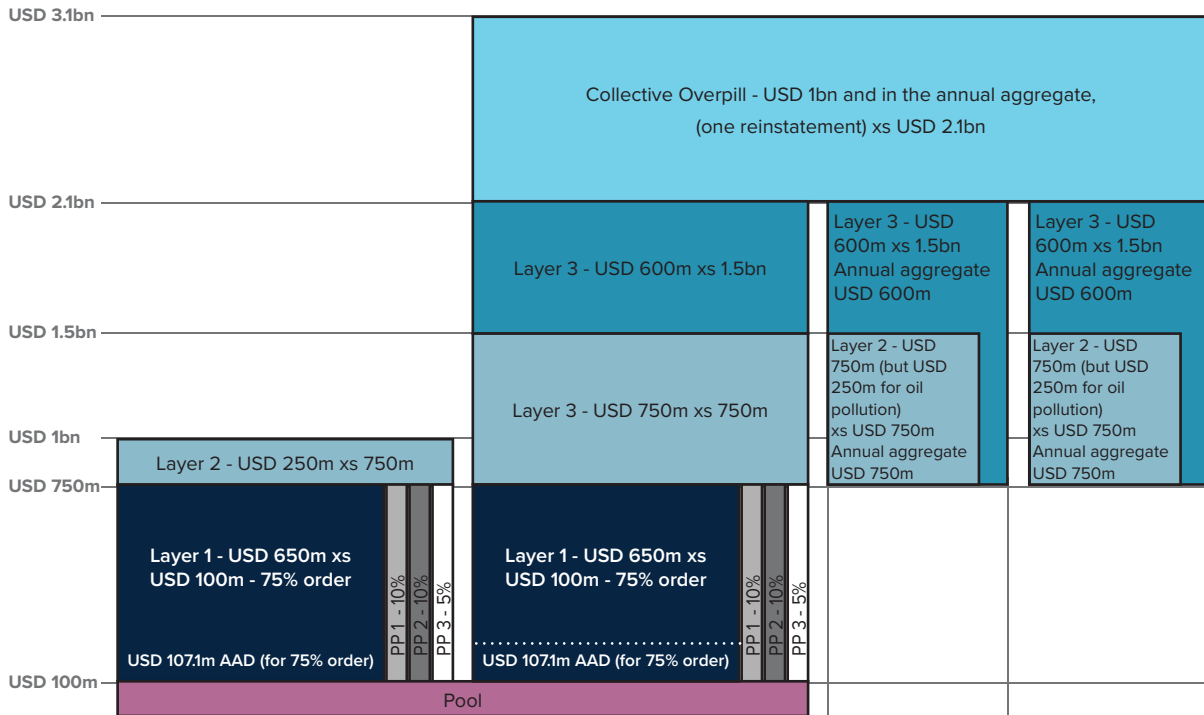 USD 3.1bn
Collective Overpill - USD 1bn and in the annual aggregate,
(one reinstatement) xs USD 2.1bn
USD 2.1bn
Layer 3 - USD 600m xs 1.5bn
Layer 3 - USD
600m xs 1.5bn
Annual aggregate
USD 600m
Layer 3 - USD
600m xs 1.5bn
Annual aggregate
USD 600m
USD 1.5bn
Layer 3 - USD 750m xs 750m
Layer 2 - USD
750m (but USD
250m for oil
pollution)
xs USD 750m
Annual aggregate
USD 750m
Layer 2 - USD
750m (but USD
250m for oil
pollution)
xs USD 750m
Annual aggregate
USD 750m
USD 1bn
Layer 2 - USD 250m xs 750m
USD 750m
Layer 1 - USD 650m xs
USD 100m - 75% order
USD 107.1m AAD (for 75% order)
PP 1 - 10%
PP 2 - 10%
PP 3 - 5%
Layer 1 - USD 650m xs
USD 100m - 75% order
USD 107.1m AAD (for 75% order)
PP 1 - 10%
PP 2 - 10%
PP 3 - 5%
USD 100m
Pool